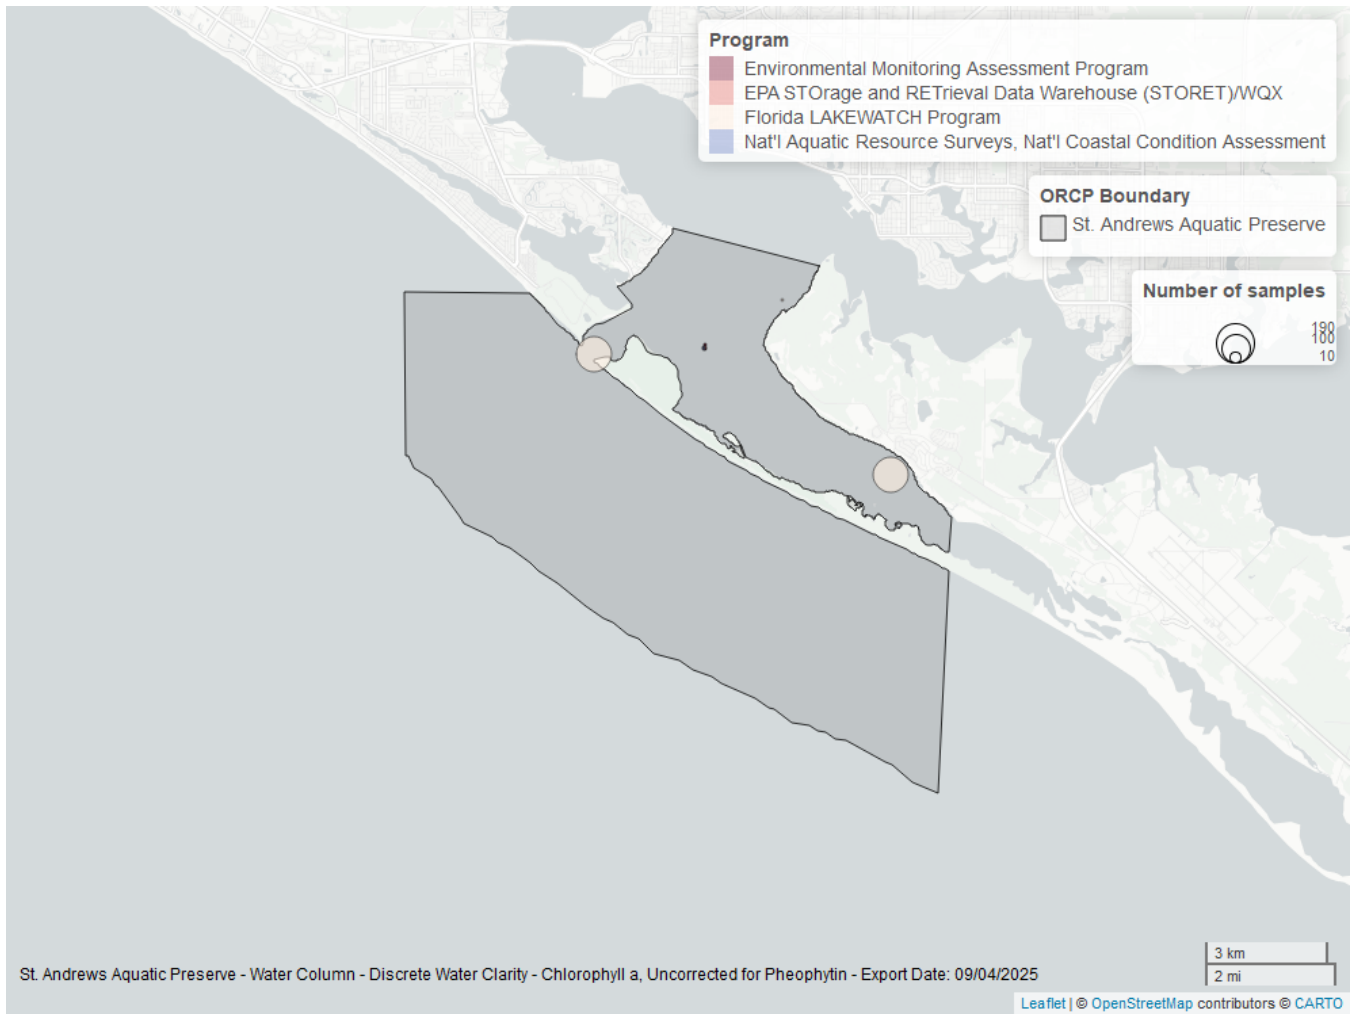 Program
Environmental Monitoring Assessment Program
EPA STOrage and RETrieval Data Warehouse (STORET)/WQX
Florida LAKEWATCH Program
Nat'l Aquatic Resource Surveys, Nat'l Coastal Condition Assessment
ORCP Boundary
St. Andrews Aquatic Preserve
Number of samples
190
100
10
3 km
2 mi
St. Andrews Aquatic Preserve - Water Column - Discrete Water Clarity - Chlorophyll a, Uncorrected for Pheophytin - Export Date: 09/04/2025
Leaflet | © OpenStreetMap contributors © CARTO